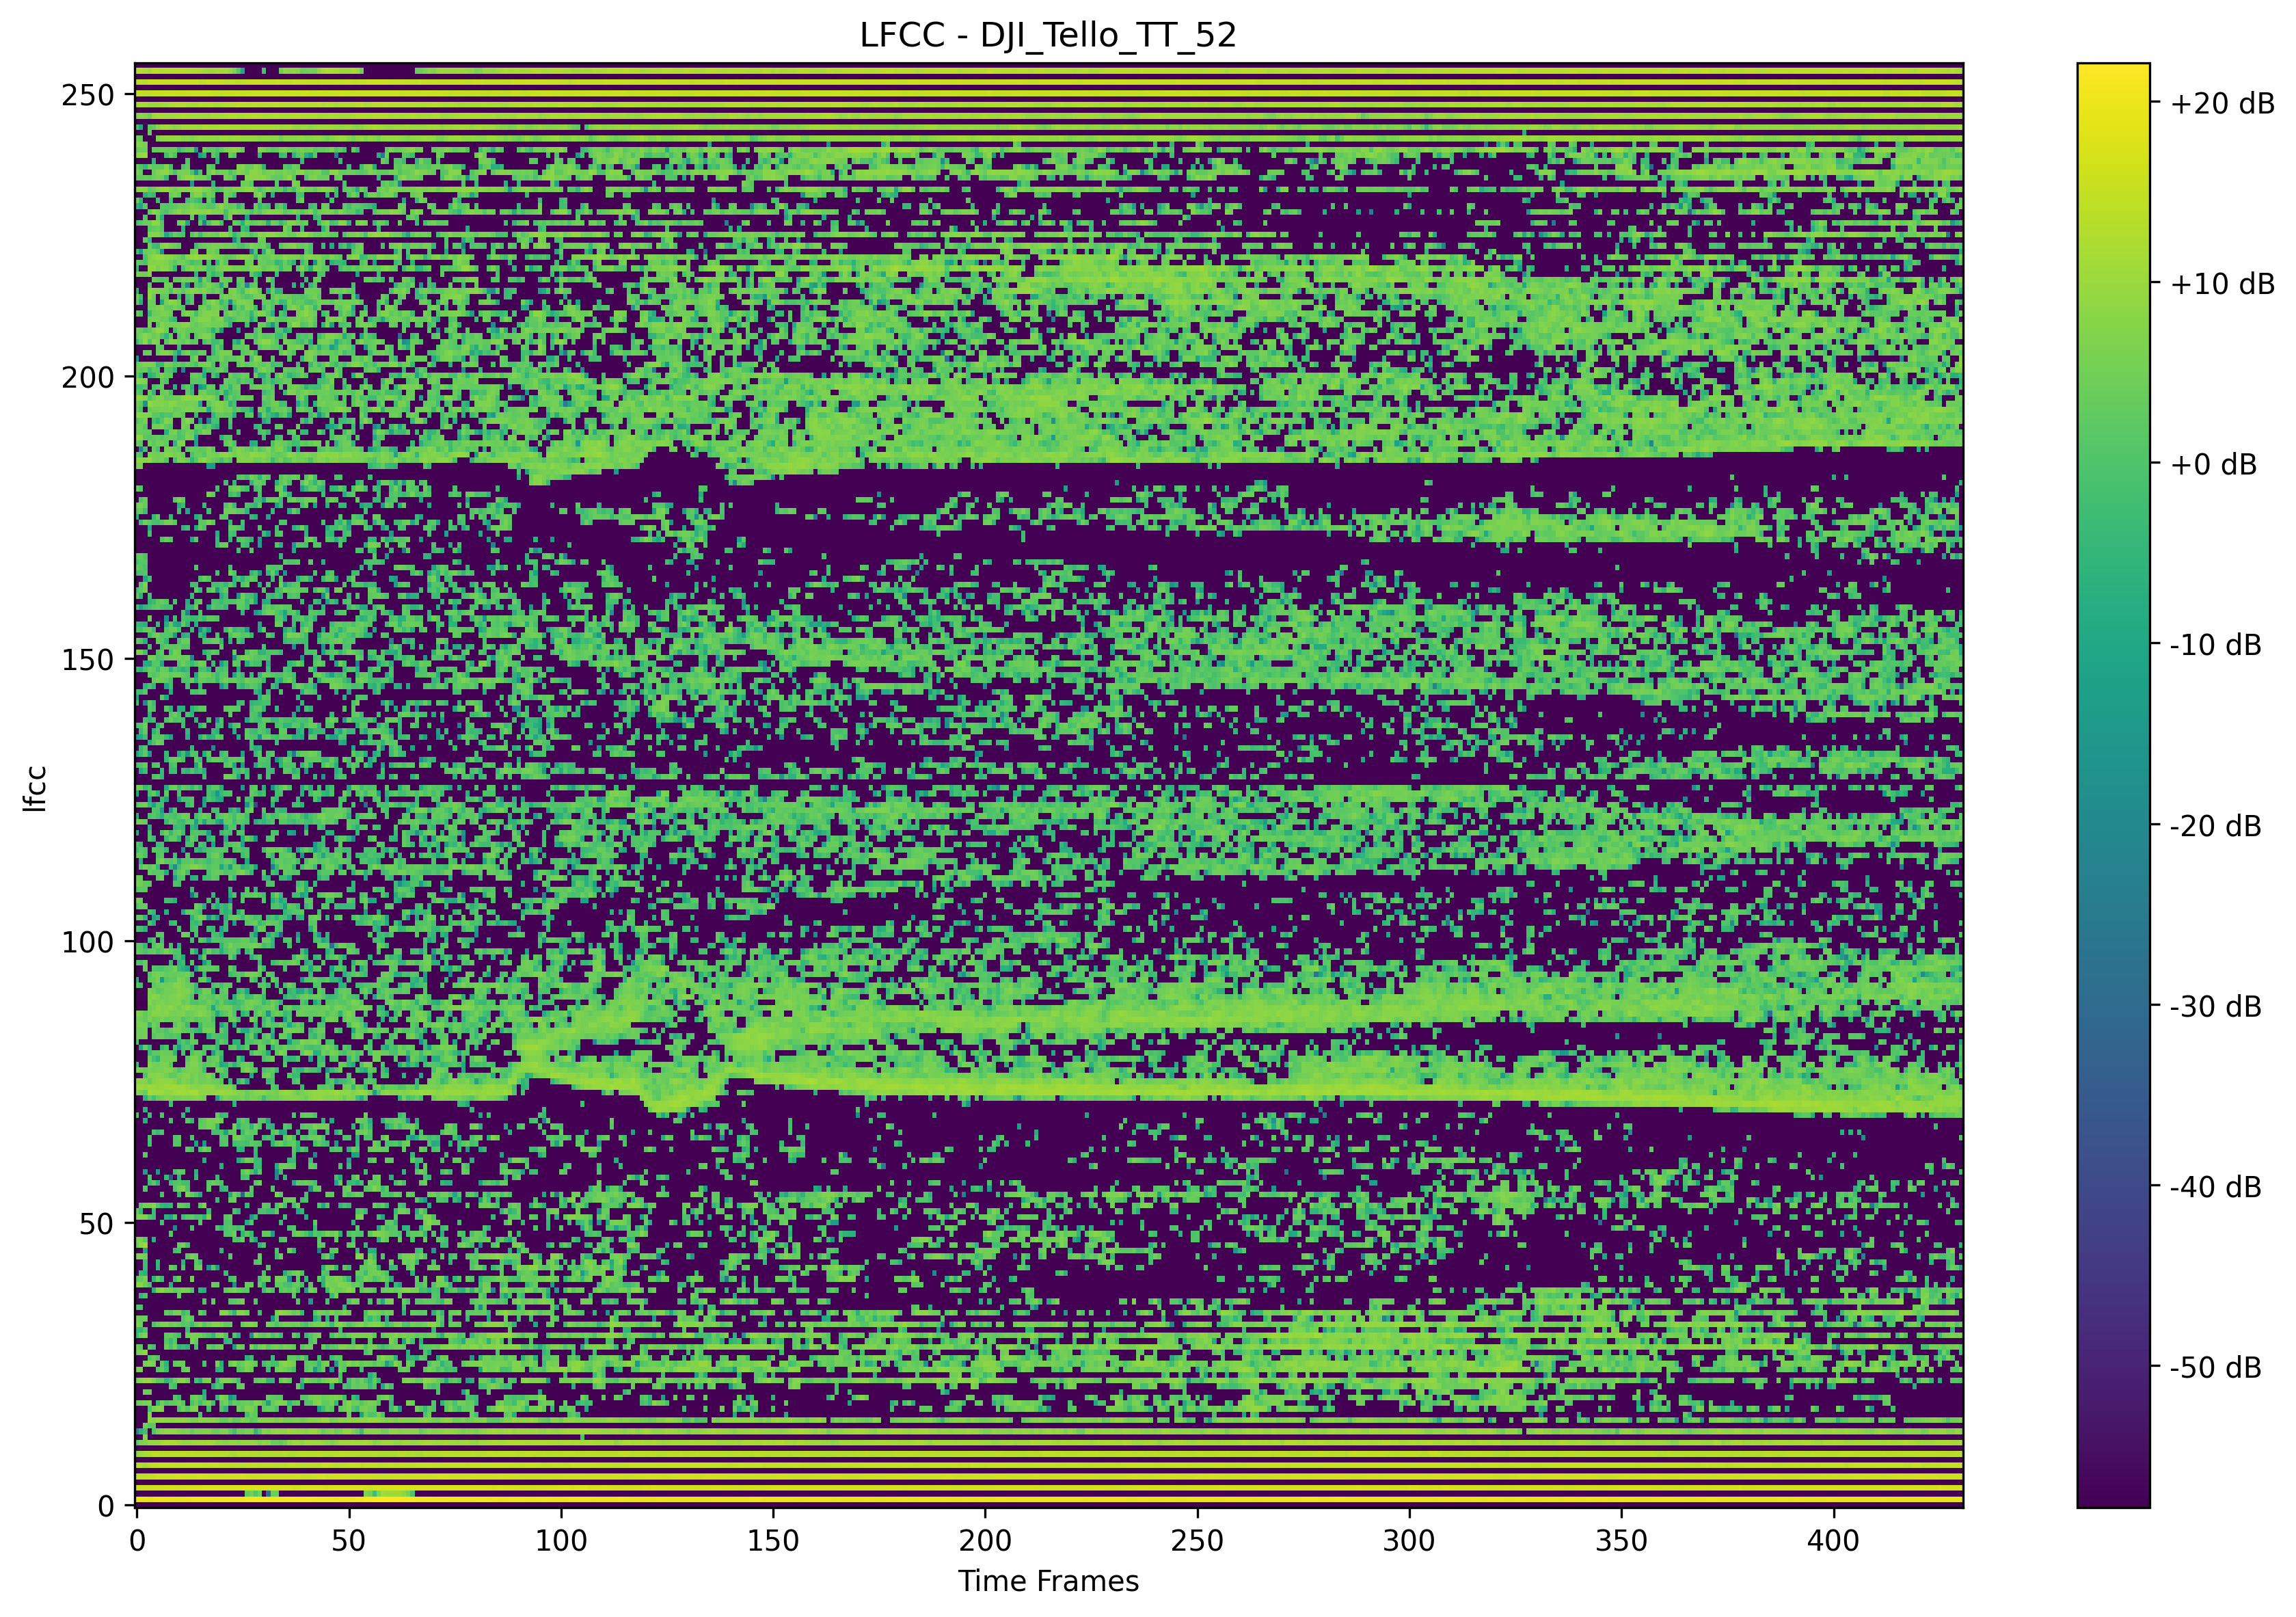 LFCC - DJI_Tello_TT_52
250
200
150
100
50
0
lfcc
0 50 100 150 200 250 300 350 400
Time Frames
+20 dB
+10 dB
+0 dB
-10 dB
-20 dB
-30 dB
-40 dB
-50 dB